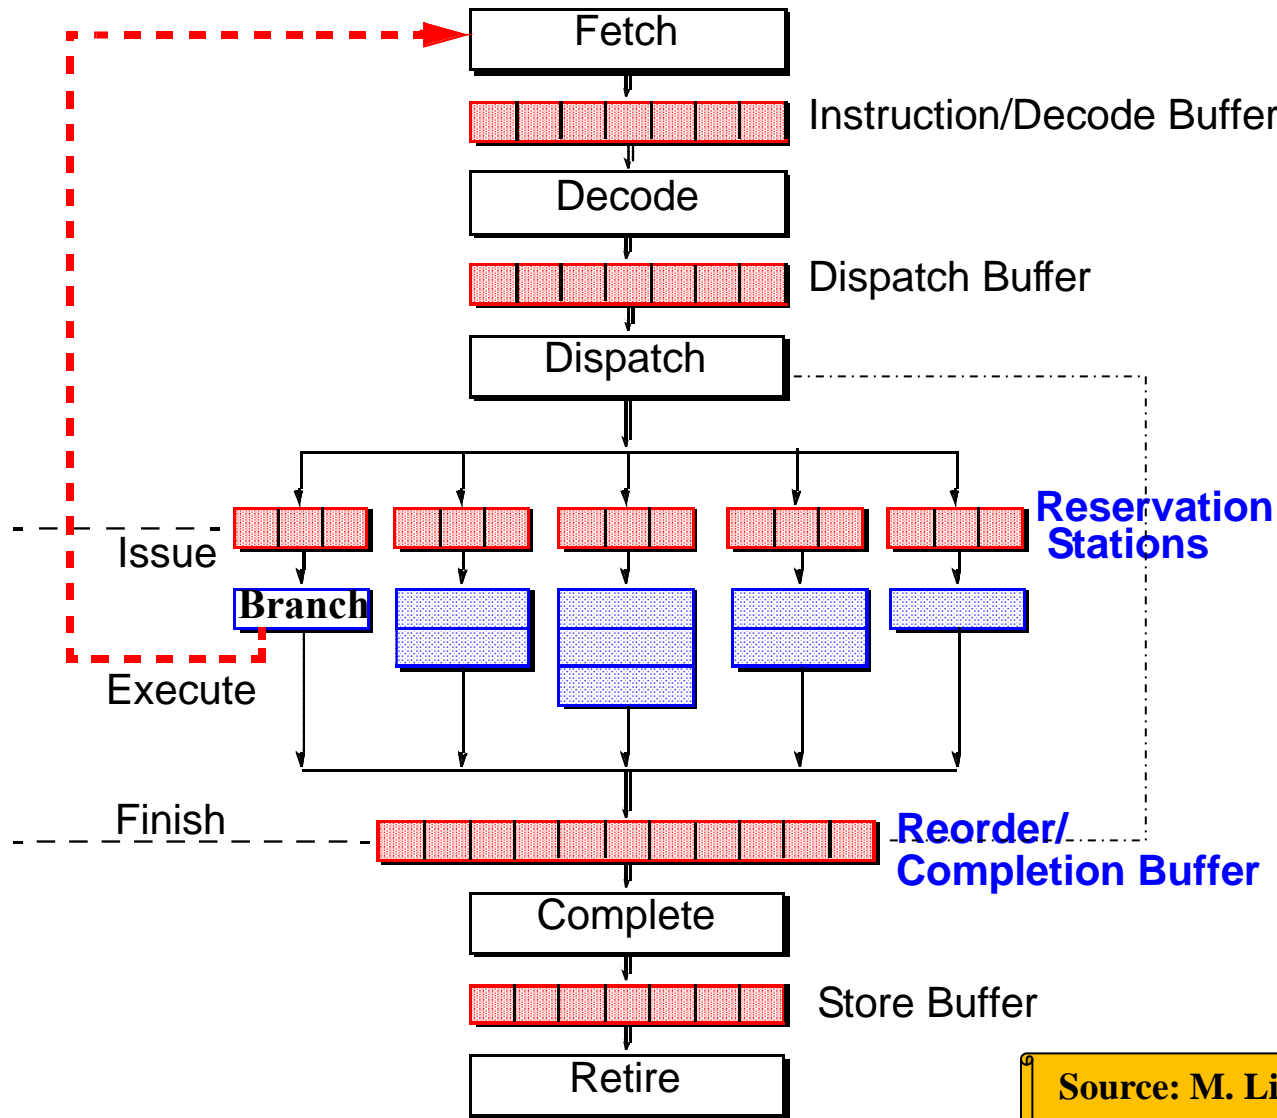 Fetch
Instruction/Decode Buffer
Decode
Dispatch Buffer
Dispatch
Reservation
Stations
Issue
Branch
Execute
Finish
Reorder/
Completion Buffer
Complete
Store Buffer
Retire
Source: M. Li